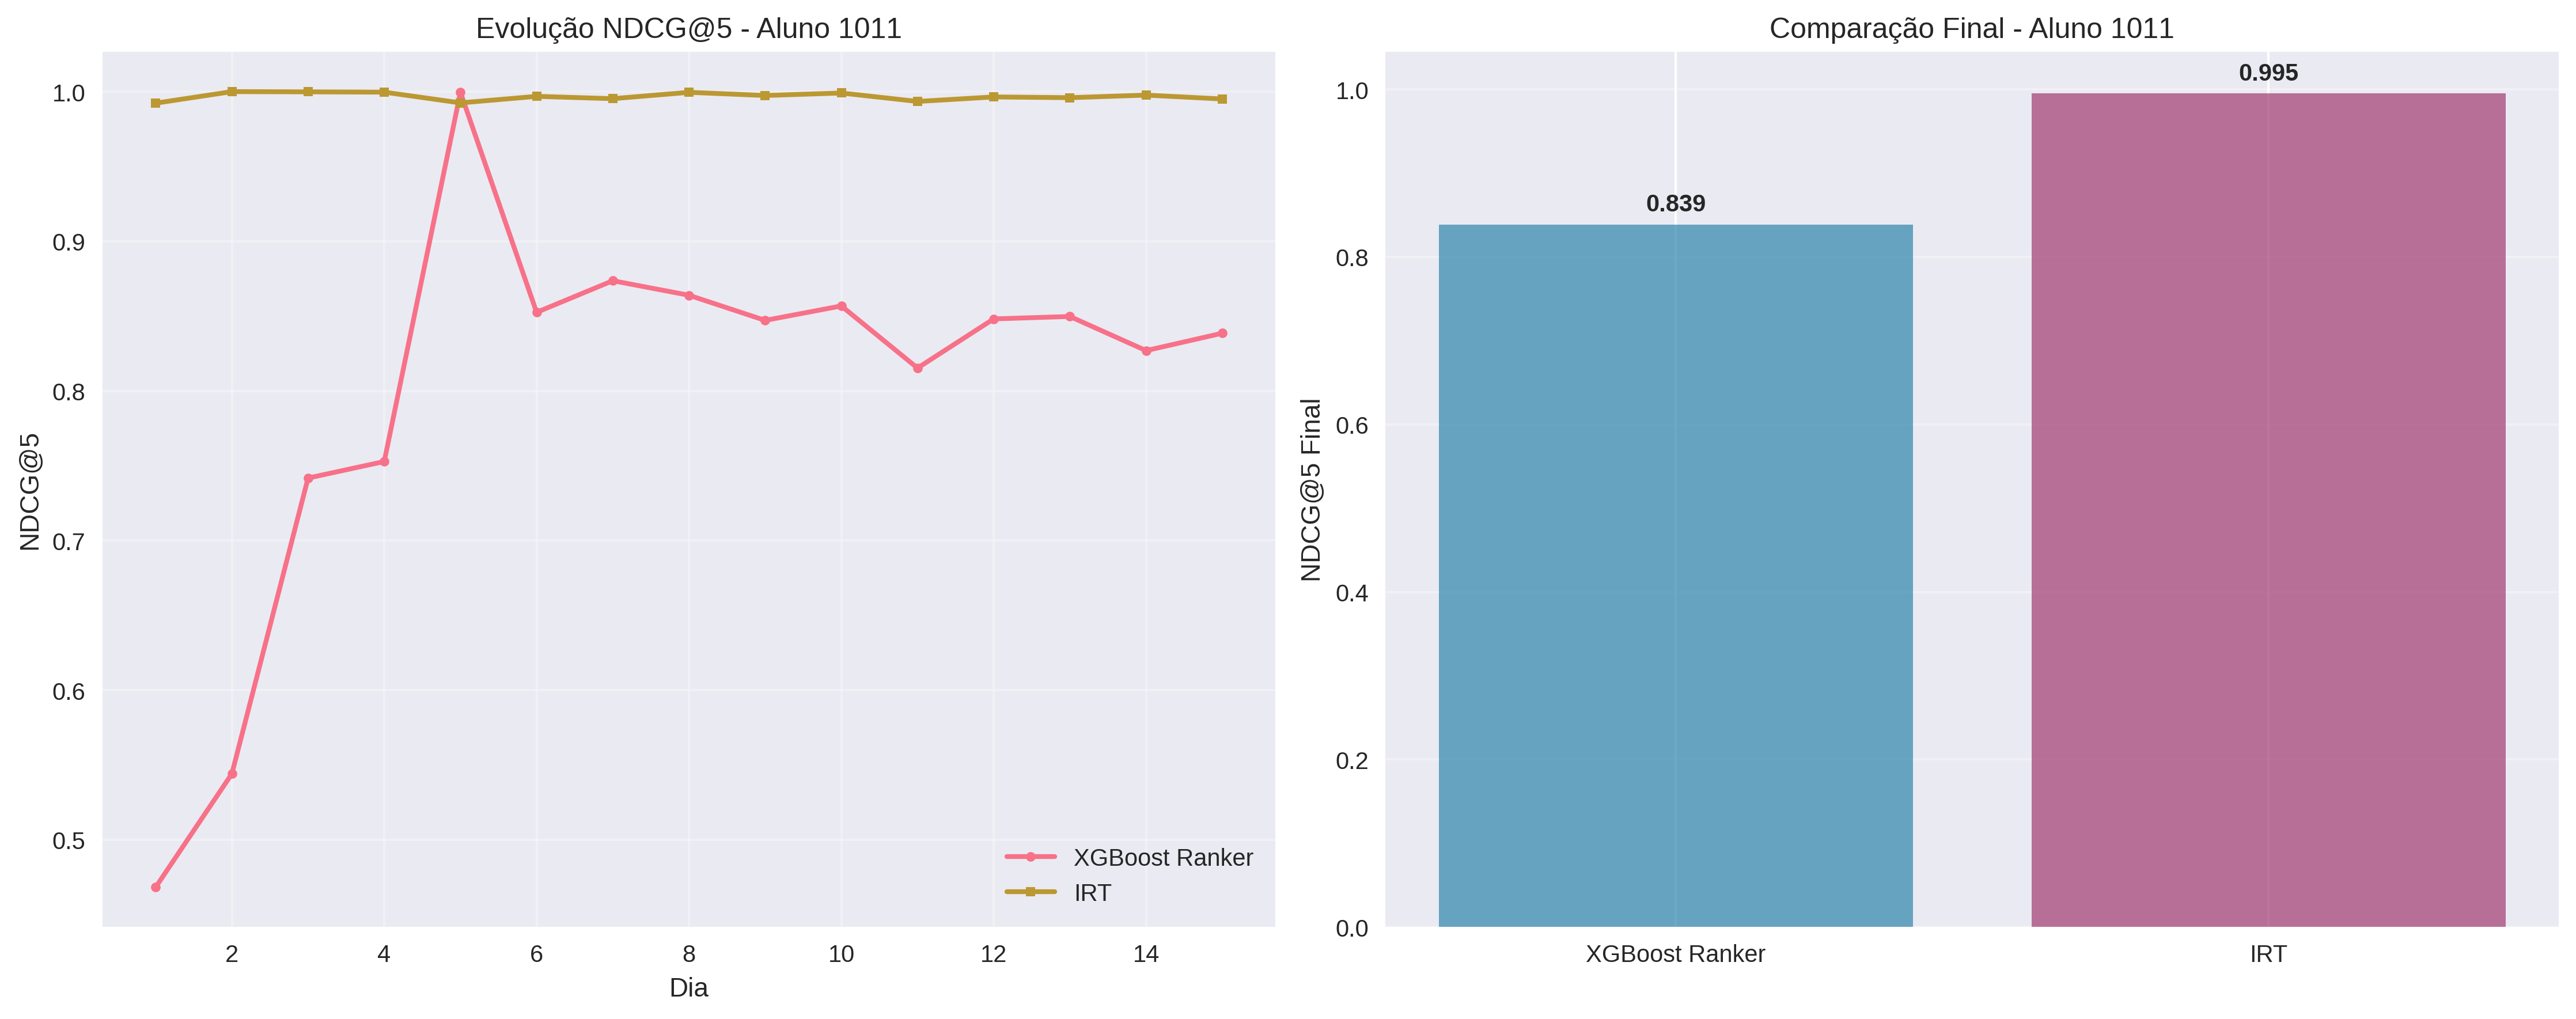 Evolução NDCG@5 - Aluno 1011
NDCG@5
1.0
0.9
0.8
0.7
0.6
0.5
2 4 6 8 10 12 14
Dia
XGBoost Ranker
IRT
Comparação Final - Aluno 1011
NDCG@5 Final
1.0
0.8
0.6
0.4
0.2
0.0
0.839
0.995
XGBoost Ranker IRT